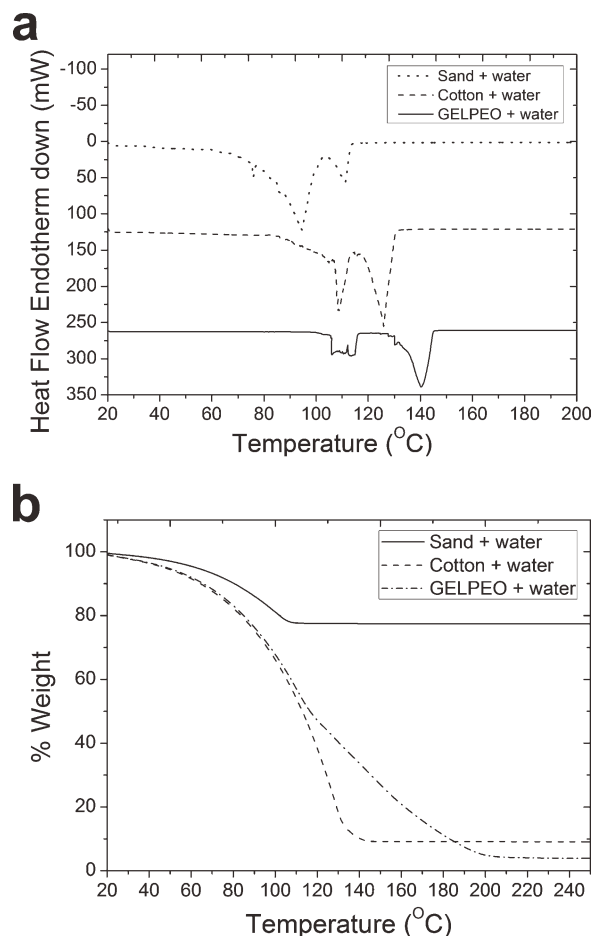 a
Heat Flow Endotherm down (mW)
-100
-50
0
50
100
150
200
250
300
350
Sand + water
Cotton + water
GELPEO + water
20 40 60 80 100 120 140 160 180 200
Temperature (°C)
b
% Weight
100
80
60
40
20
0
Sand + water
Cotton + water
GELPEO + water
20 40 60 80 100 120 140 160 180 200 220 240
Temperature (°C)